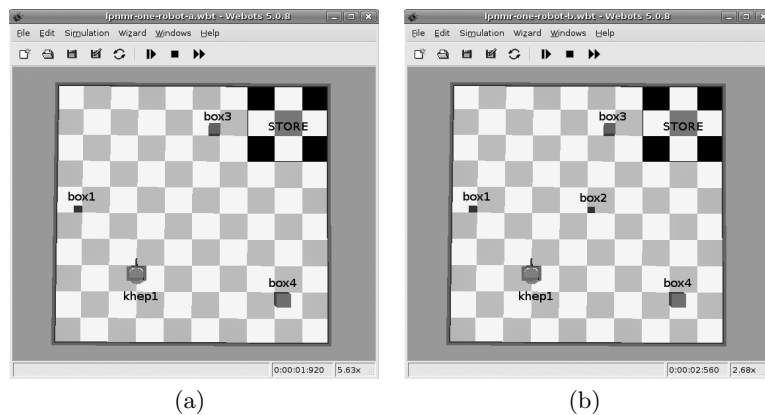 lpnmr-one-robot-a.wbt - Webots 5.0.8
File Edit Simulation Wizard Windows Help
box3
STORE
box1
khep1
box4
0:00:01:920 5.63x
(a)
lpnmr-one-robot-b.wbt - Webots 5.0.8
File Edit Simulation Wizard Windows Help
box3
STORE
box1
box2
khep1
box4
0:00:02:560 2.68x
(b)